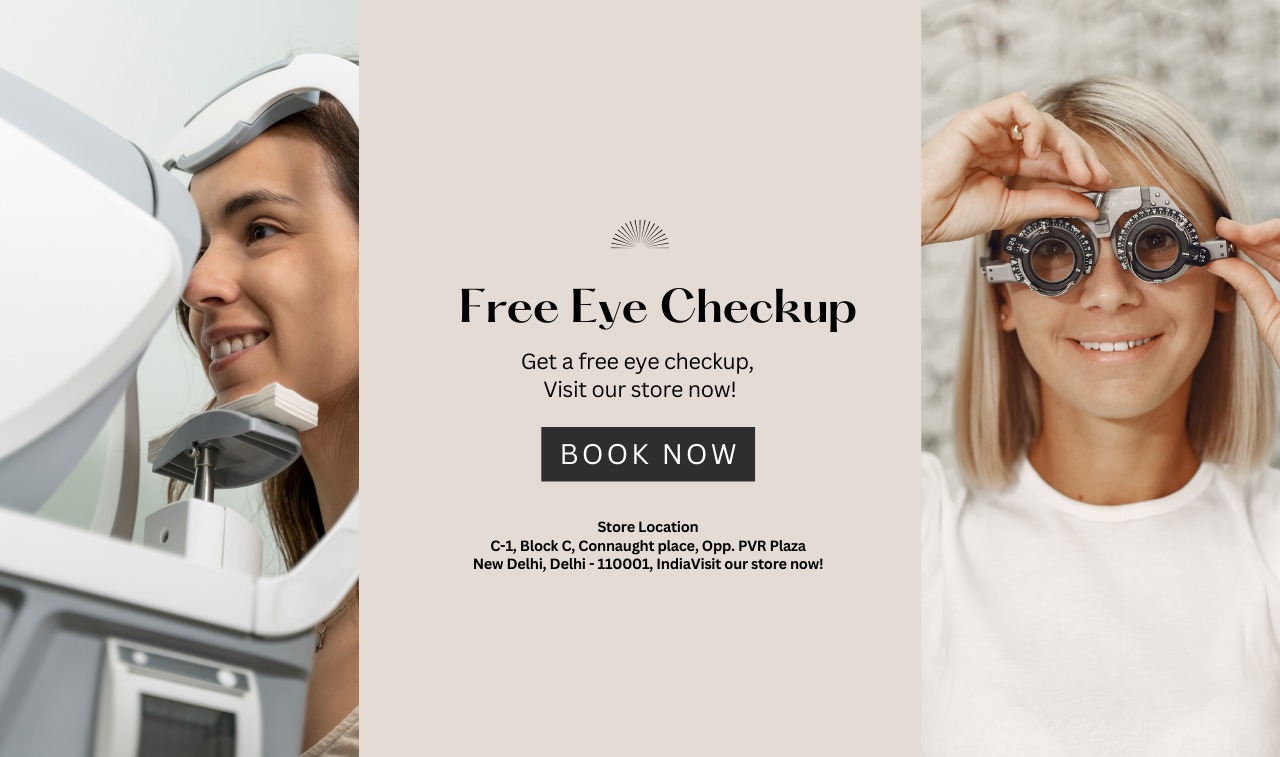 Free Eye Checkup
Get a free eye checkup,
Visit our store now!
BOOK NOW
Store Location
C-1, Block C, Connaught place, Opp. PVR Plaza
New Delhi, Delhi - 110001, IndiaVisit our store now!